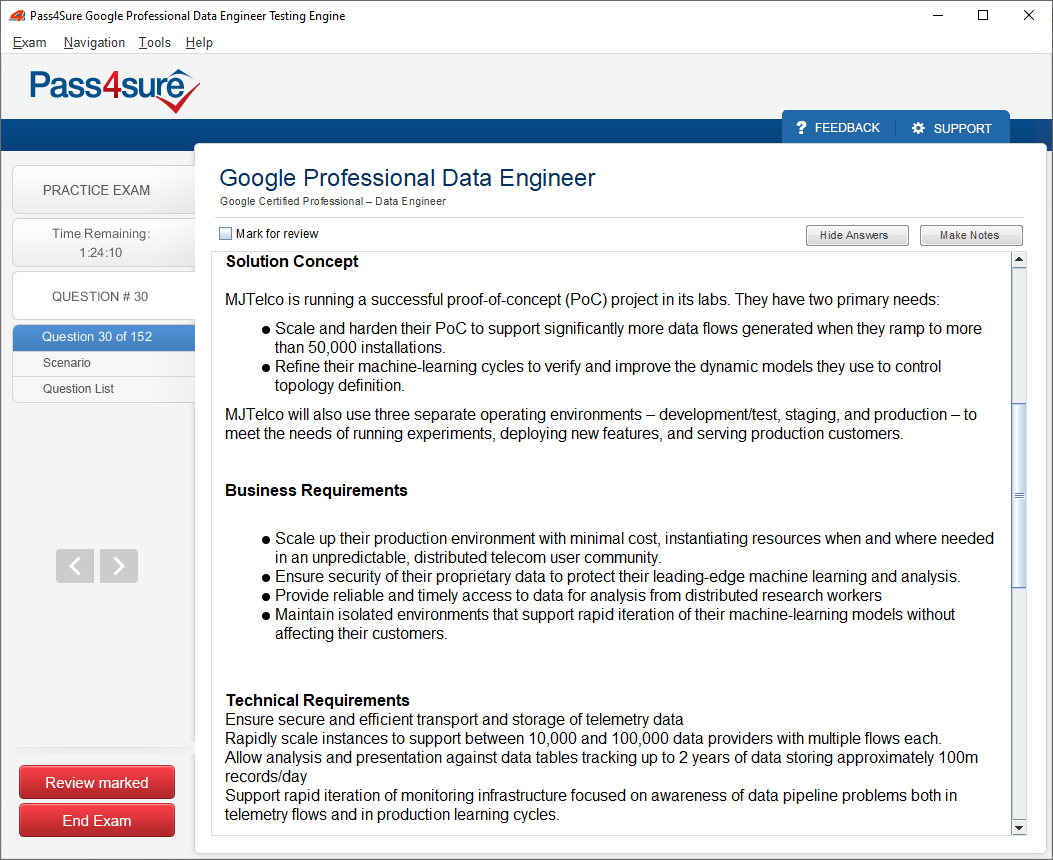 Pass4Sure Google Professional Data Engineer Testing Engine
Exam Navigation Tools Help
Pass4sure
? FEEDBACK SUPPORT
PRACTICE EXAM
Time Remaining:
1:24:10
QUESTION # 30
Question 30 of 152
Scenario
Question List
Review marked
End Exam
Google Professional Data Engineer
Google Certified Professional – Data Engineer
Mark for review
Hide Answers Make Notes
Solution Concept
MJTelco is running a successful proof-of-concept (PoC) project in its labs. They have two primary needs:
● Scale and harden their PoC to support significantly more data flows generated when they ramp to more
than 50,000 installations.
● Refine their machine-learning cycles to verify and improve the dynamic models they use to control
topology definition.
MJTelco will also use three separate operating environments – development/test, staging, and production – to
meet the needs of running experiments, deploying new features, and serving production customers.
Business Requirements
● Scale up their production environment with minimal cost, instantiating resources when and where needed
in an unpredictable, distributed telecom user community.
● Ensure security of their proprietary data to protect their leading-edge machine learning and analysis.
● Provide reliable and timely access to data for analysis from distributed research workers
● Maintain isolated environments that support rapid iteration of their machine-learning models without
affecting their customers.
Technical Requirements
Ensure secure and efficient transport and storage of telemetry data
Rapidly scale instances to support between 10,000 and 100,000 data providers with multiple flows each.
Allow analysis and presentation against data tables tracking up to 2 years of data storing approximately 100m
records/day
Support rapid iteration of monitoring infrastructure focused on awareness of data pipeline problems both in
telemetry flows and in production learning cycles.